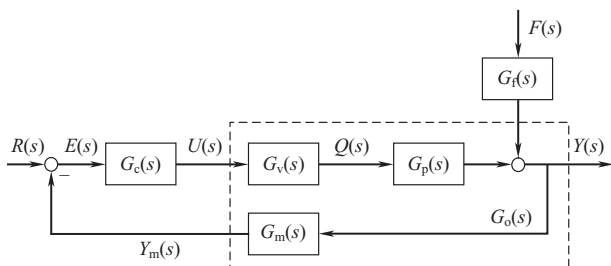 F(s)
G_f(s)
R(s) E(s) G_c(s) U(s) G_v(s) Q(s) G_p(s) Y(s)
−
G_o(s)
Y_m(s) G_m(s)